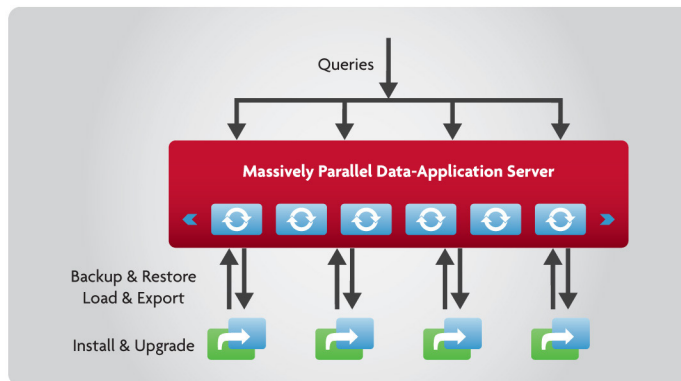 Queries
Massively Parallel Data-Application Server
Backup & Restore
Load & Export
Install & Upgrade